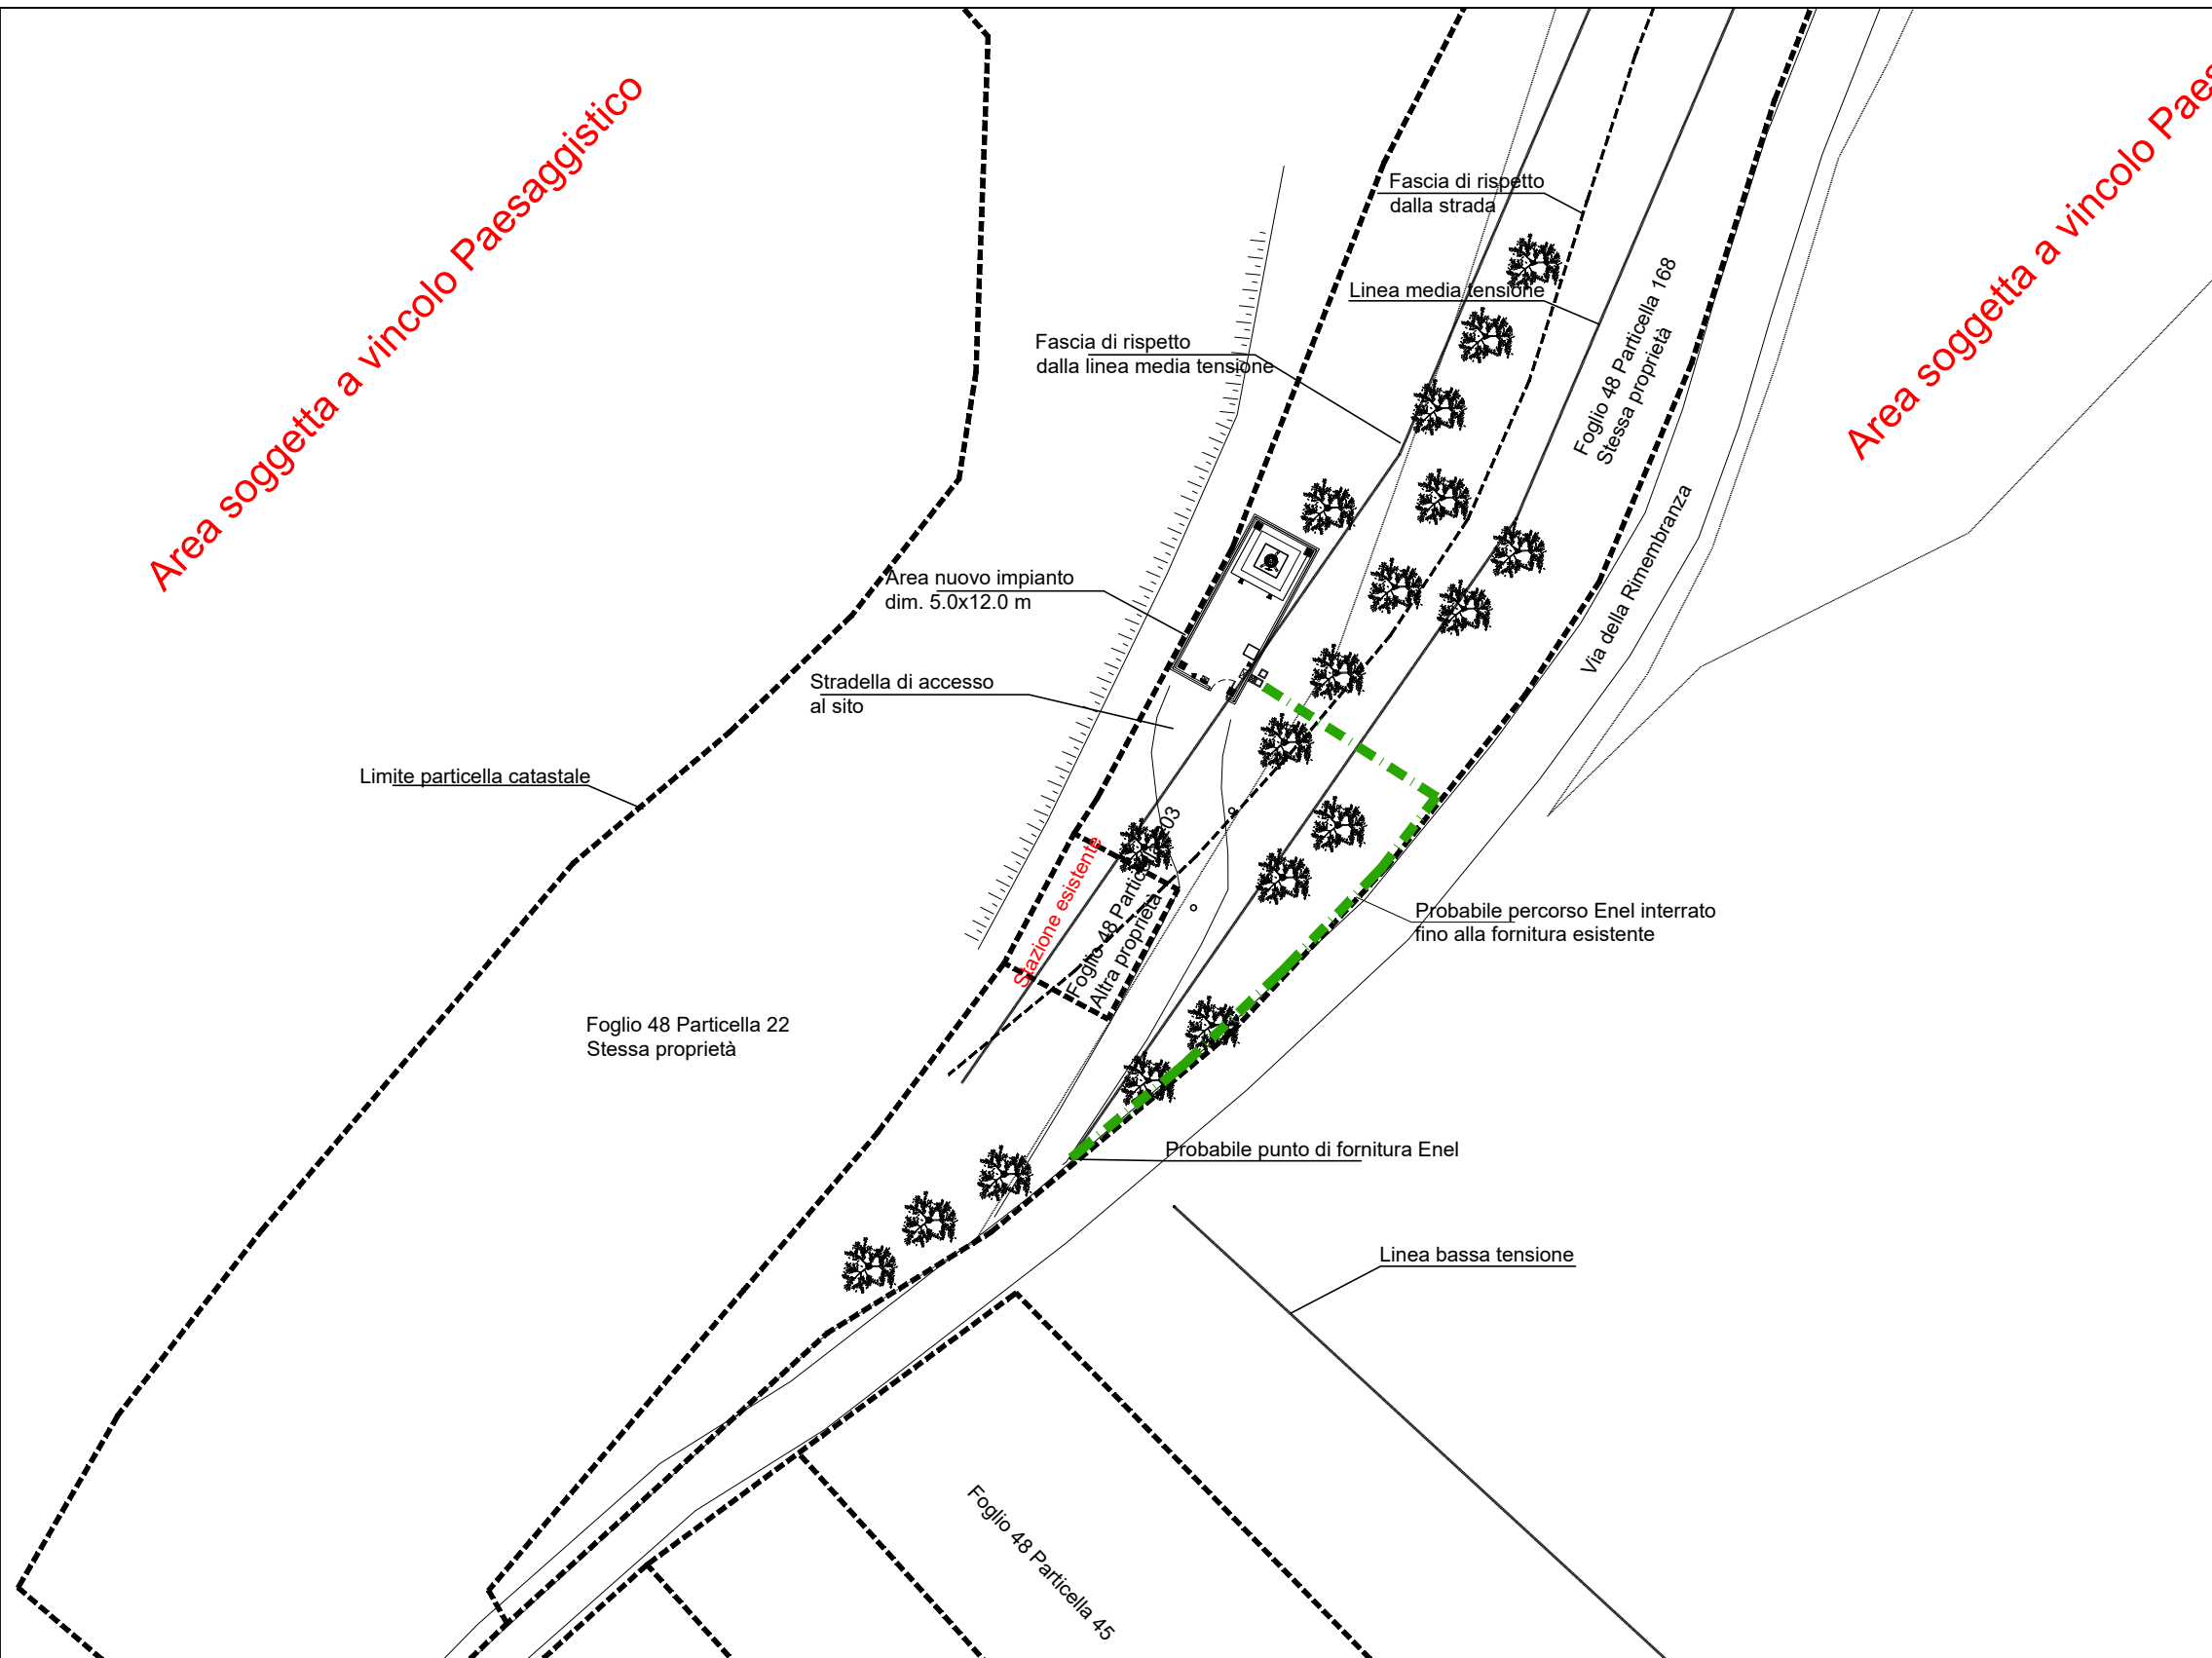 Area soggetta a vincolo Paesaggistico
Area soggetta a vincolo Paes
Fascia di rispetto
dalla strada
Linea media tensione
Fascia di rispetto
dalla linea media tensione
Foglio 48 Particella 168
Stessa proprietà
Via della Rimembranza
Area nuovo impianto
dim. 5.0x12.0 m
Stradella di accesso
al sito
Limite particella catastale
Stazione esistente
Foglio 48 Particella 03
Altra proprietà
Probabile percorso Enel interrato
fino alla fornitura esistente
Foglio 48 Particella 22
Stessa proprietà
Probabile punto di fornitura Enel
Linea bassa tensione
Foglio 48 Particella 45